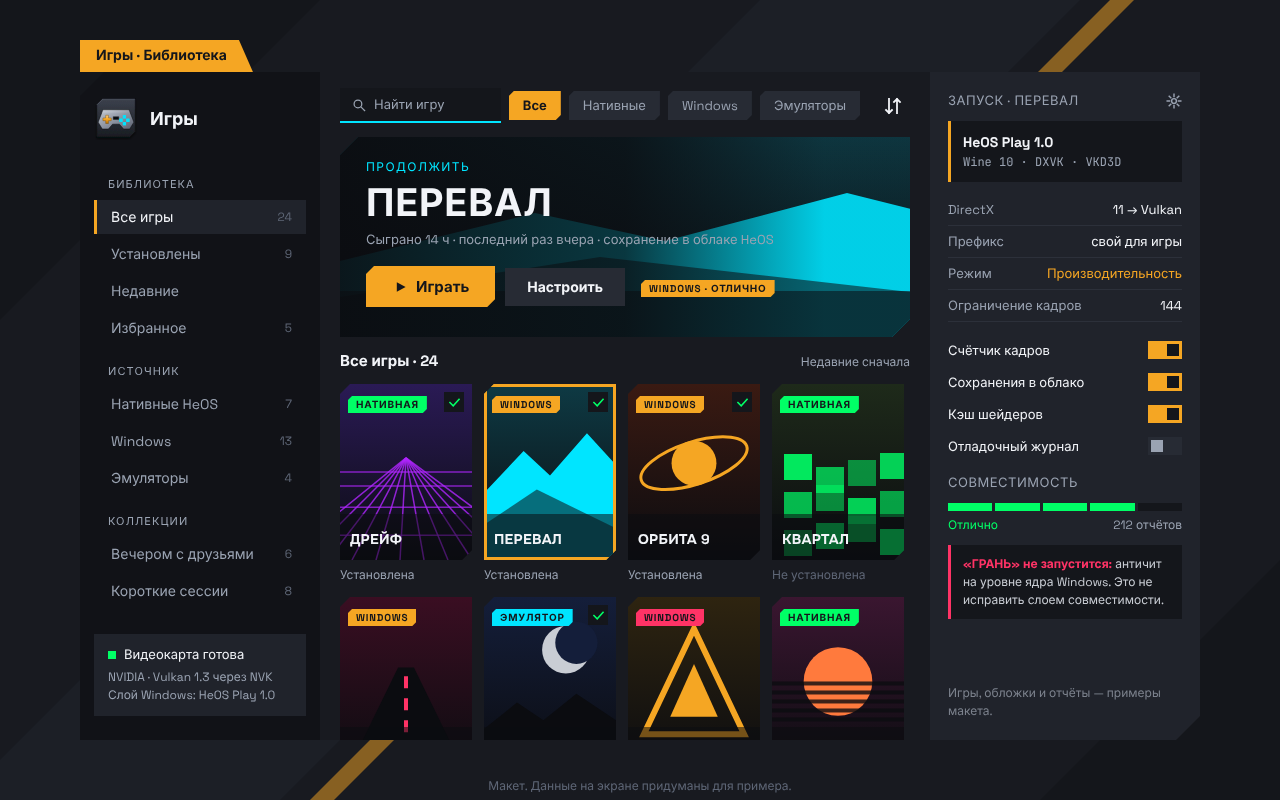 Игры · Библиотека
Игры
БИБЛИОТЕКА
Все игры 24
Установлены 9
Недавние
Избранное 5
ИСТОЧНИК
Нативные HeOS 7
Windows 13
Эмуляторы 4
КОЛЛЕКЦИИ
Вечером с друзьями 6
Короткие сессии 8
Видеокарта готова
NVIDIA · Vulkan 1.3 через NVK
Слой Windows: HeOS Play 1.0
Найти игру
Все
Нативные
Windows
Эмуляторы
ПРОДОЛЖИТЬ
ПЕРЕВАЛ
Сыграно 14 ч · последний раз вчера · сохранение в облаке HeOS
Играть
Настроить
WINDOWS · ОТЛИЧНО
Все игры · 24
Недавние сначала
НАТИВНАЯ
ДРЕЙФ
Установлена
WINDOWS
ПЕРЕВАЛ
Установлена
WINDOWS
ОРБИТА 9
Установлена
НАТИВНАЯ
КВАРТАЛ
Не установлена
WINDOWS
ЭМУЛЯТОР
WINDOWS
НАТИВНАЯ
ЗАПУСК · ПЕРЕВАЛ
HeOS Play 1.0
Wine 10 · DXVK · VKD3D
DirectX 11 → Vulkan
Префикс свой для игры
Режим Производительность
Ограничение кадров 144
Счётчик кадров
Сохранения в облако
Кэш шейдеров
Отладочный журнал
СОВМЕСТИМОСТЬ
Отлично 212 отчётов
«ГРАНЬ» не запустится: античит
на уровне ядра Windows. Это не
исправить слоем совместимости.
Игры, обложки и отчёты — примеры
макета.
Макет. Данные на экране придуманы для примера.